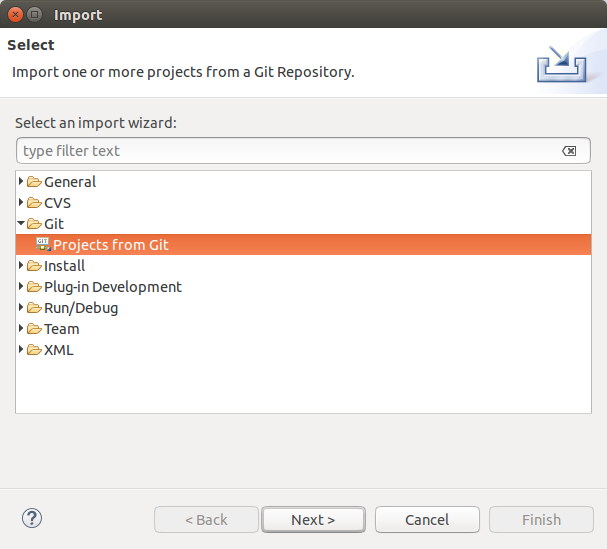 Import
Select
Import one or more projects from a Git Repository.
Select an import wizard:
type filter text
General
CVS
Git
GIT Projects from Git
Install
Plug-in Development
Run/Debug
Team
XML
?
< Back Next > Cancel Finish